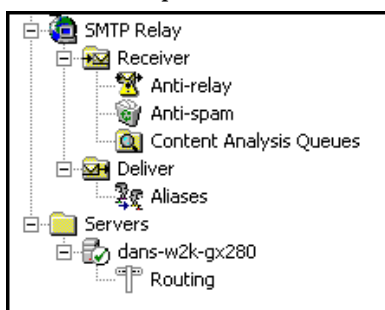 SMTP Relay
Receiver
Anti-relay
Anti-spam
Content Analysis Queues
Deliver
Aliases
Servers
dans-w2k-gx280
Routing